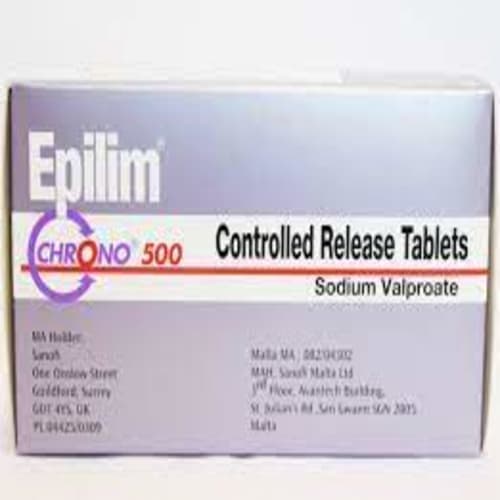 Epilim®
CHRONO® 500
Controlled Release Tablets
Sodium Valproate
MA Holder:
Sanofi
One Onslow Street
Guildford, Surrey
GU1 4YS, UK
PL 04425/0309
Malta MA : 082/04302
MAH. Sanofi Malta Ltd
3rd Floor, Avantech Building,
St. Julian's Rd ,San Gwann SGN 2805
Malta